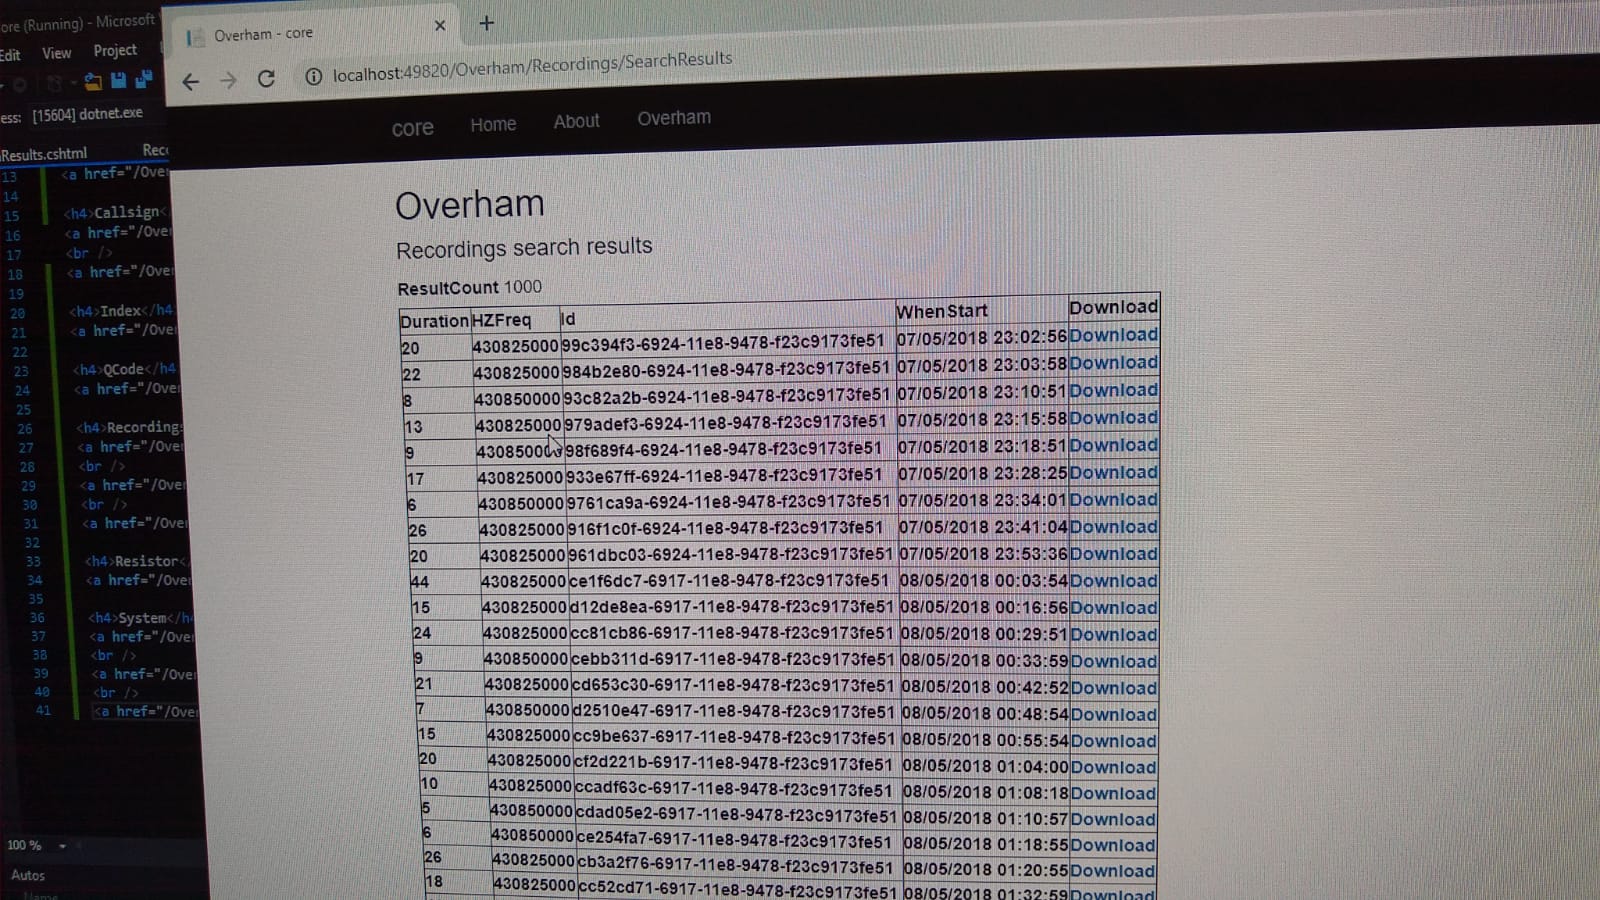 ore (Running) - Microsoft
Edit View Project
ess: [15604] dotnet.exe
Results.cshtml Rec
13 <a href="/Over
14
15 <h4>Callsign<
16 <a href="/Over
17 <br />
18 <a href="/Over
19
20 <h4>Index</h4
21 <a href="/Over
22
23 <h4>QCode</h4
24 <a href="/Over
25
26 <h4>Recordings
27 <a href="/Over
28 <br />
29 <a href="/Over
30 <br />
31 <a href="/Over
32
33 <h4>Resistor<
34 <a href="/Over
35
36 <h4>System</h
37 <a href="/Over
38 <br />
39 <a href="/Over
40 <br />
41 <a href="/Over
100 %
Autos
Name
Overham - core
localhost:49820/Overham/Recordings/SearchResults
core Home About Overham
Overham
Recordings search results
ResultCount 1000
Duration HZFreq Id WhenStart Download
20 430825000 99c394f3-6924-11e8-9478-f23c9173fe51 07/05/2018 23:02:56 Download
22 430825000 984b2e80-6924-11e8-9478-f23c9173fe51 07/05/2018 23:03:58 Download
8 430850000 93c82a2b-6924-11e8-9478-f23c9173fe51 07/05/2018 23:10:51 Download
13 430825000 979adef3-6924-11e8-9478-f23c9173fe51 07/05/2018 23:15:58 Download
9 430850000 98f689f4-6924-11e8-9478-f23c9173fe51 07/05/2018 23:18:51 Download
17 430825000 933e67ff-6924-11e8-9478-f23c9173fe51 07/05/2018 23:28:25 Download
6 430850000 9761ca9a-6924-11e8-9478-f23c9173fe51 07/05/2018 23:34:01 Download
26 430825000 916f1c0f-6924-11e8-9478-f23c9173fe51 07/05/2018 23:41:04 Download
20 430825000 961dbc03-6924-11e8-9478-f23c9173fe51 07/05/2018 23:53:36 Download
44 430825000 ce1f6dc7-6917-11e8-9478-f23c9173fe51 08/05/2018 00:03:54 Download
15 430825000 d12de8ea-6917-11e8-9478-f23c9173fe51 08/05/2018 00:16:56 Download
24 430825000 cc81cb86-6917-11e8-9478-f23c9173fe51 08/05/2018 00:29:51 Download
9 430850000 cebb311d-6917-11e8-9478-f23c9173fe51 08/05/2018 00:33:59 Download
21 430825000 cd653c30-6917-11e8-9478-f23c9173fe51 08/05/2018 00:42:52 Download
7 430850000 d2510e47-6917-11e8-9478-f23c9173fe51 08/05/2018 00:48:54 Download
15 430825000 cc9be637-6917-11e8-9478-f23c9173fe51 08/05/2018 00:55:54 Download
20 430825000 cf2d221b-6917-11e8-9478-f23c9173fe51 08/05/2018 01:04:00 Download
10 430825000 ccadf63c-6917-11e8-9478-f23c9173fe51 08/05/2018 01:08:18 Download
5 430850000 cdad05e2-6917-11e8-9478-f23c9173fe51 08/05/2018 01:10:57 Download
6 430850000 ce254fa7-6917-11e8-9478-f23c9173fe51 08/05/2018 01:18:55 Download
26 430825000 cb3a2f76-6917-11e8-9478-f23c9173fe51 08/05/2018 01:20:55 Download
18 430825000 cc52cd71-6917-11e8-9478-f23c9173fe51 08/05/2018 01:32:59 Download